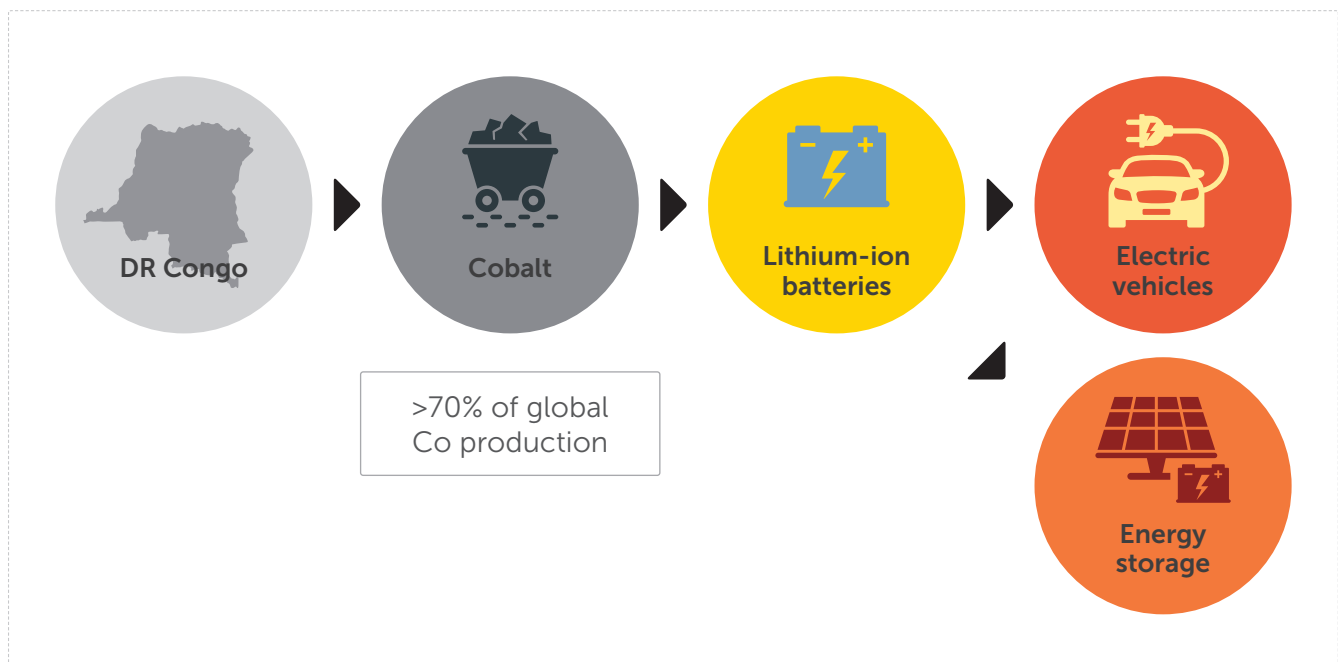 DR Congo
Cobalt
Lithium-ion
batteries
Electric
vehicles
>70% of global
Co production
Energy
storage